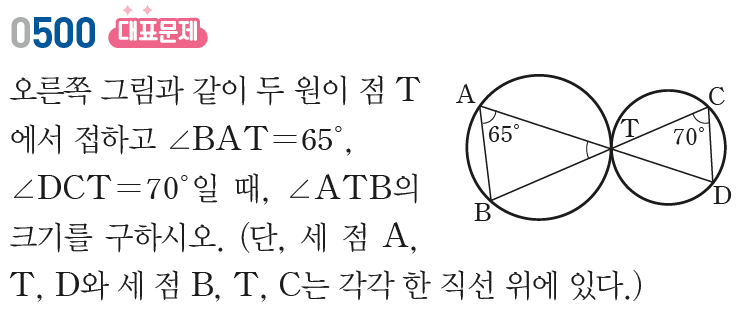 0500 대표문제
오른쪽 그림과 같이 두 원이 점 T
에서 접하고 ∠BAT=65°,
∠DCT=70°일 때, ∠ATB의
크기를 구하시오. (단, 세 점 A,
T, D와 세 점 B, T, C는 각각 한 직선 위에 있다.)
A
C
65°
T
70°
B
D